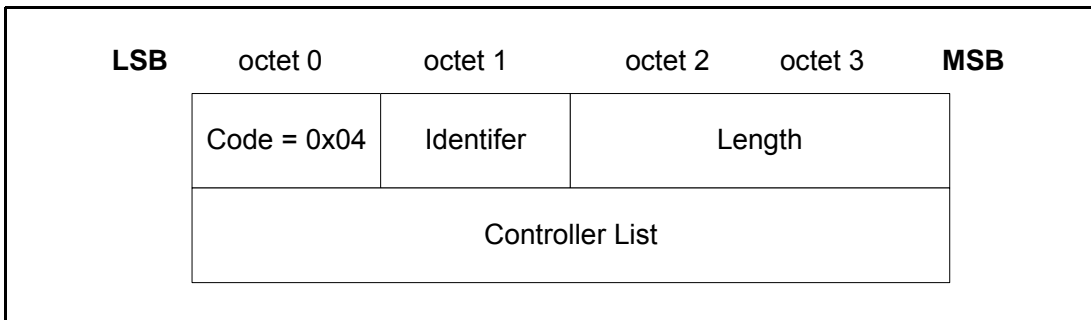 LSB octet 0 octet 1 octet 2 octet 3 MSB
Code = 0x04 Identifer Length
Controller List